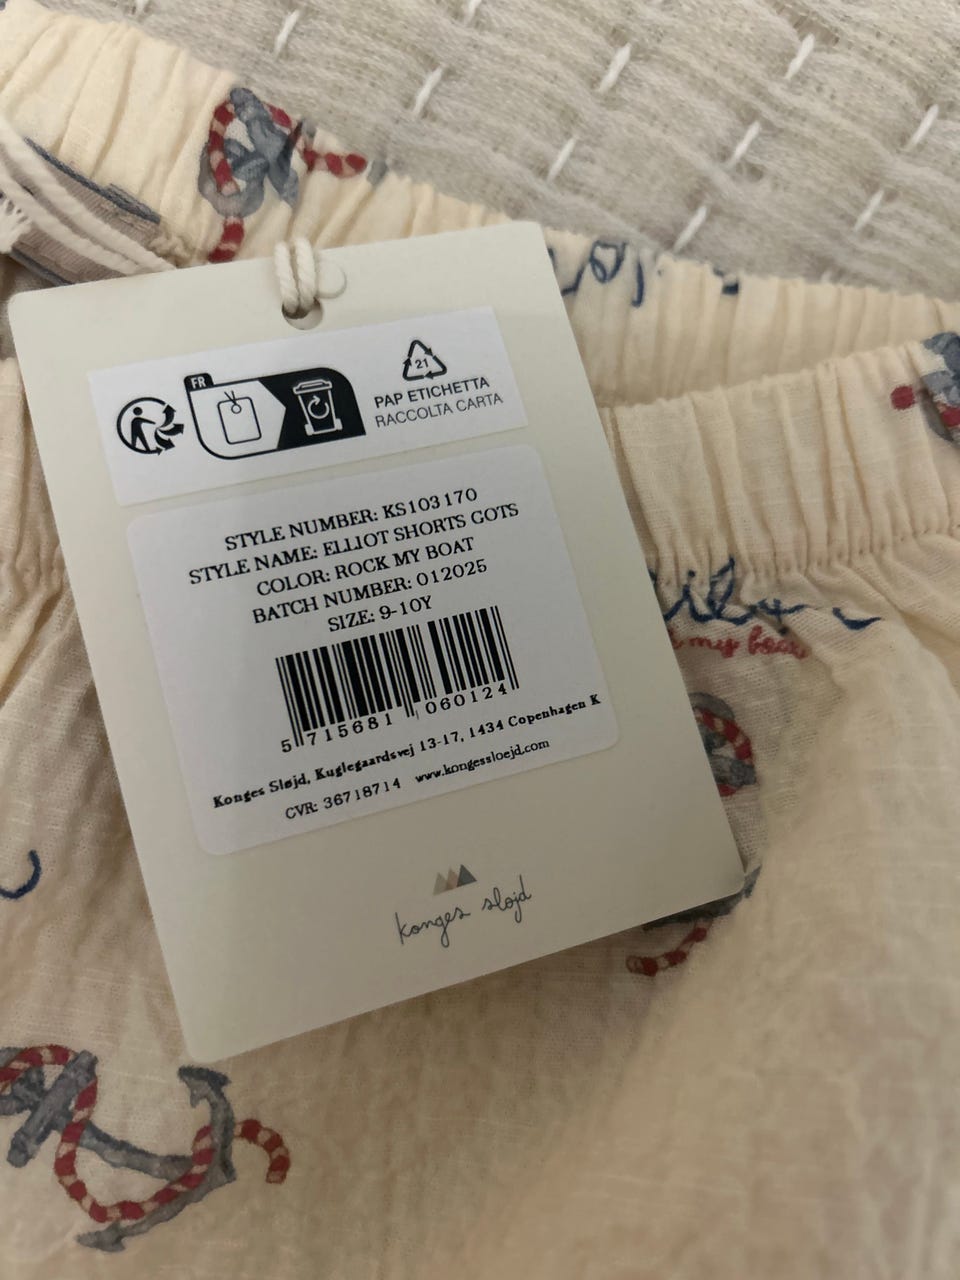 FR
21
PAP ETICHETTA
RACCOLTA CARTA
STYLE NUMBER: KS103170
STYLE NAME: ELLIOT SHORTS GOTS
COLOR: ROCK MY BOAT
BATCH NUMBER: 012025
SIZE: 9-10Y
5 715681 060124
Konges Sløjd, Kuglegaardsvej 13-17, 1434 Copenhagen K
CVR: 36718714 www.kongessloejd.com
konges sløjd
my boat